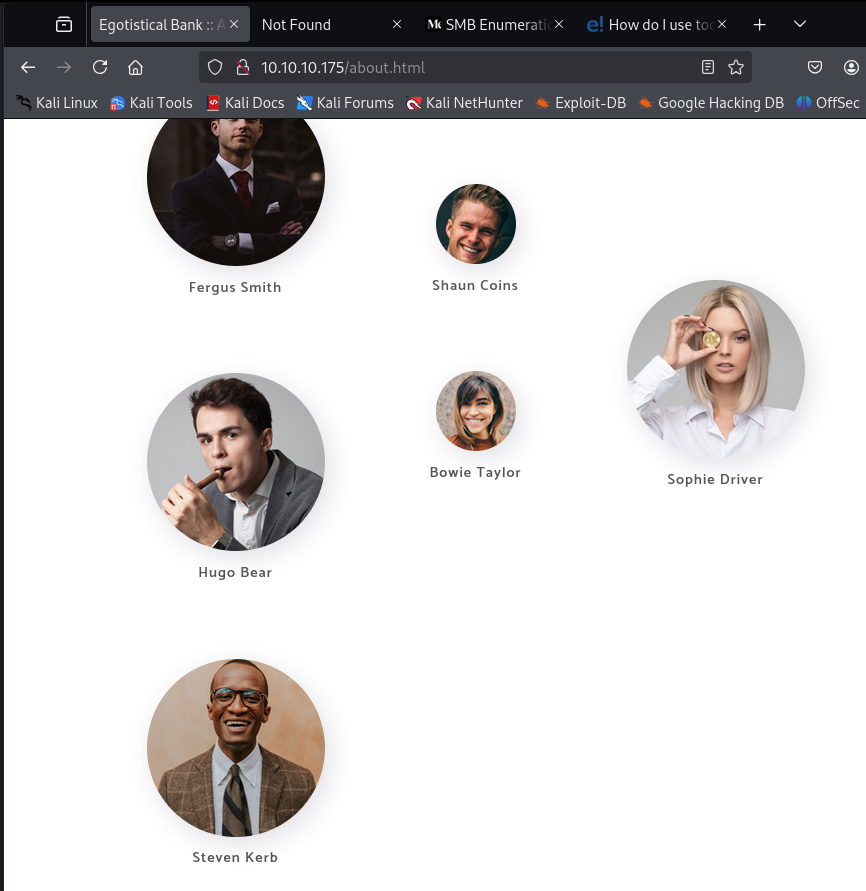 Egotistical Bank :: A
Not Found
SMB Enumeratio
How do I use too
10.10.10.175/about.html
Kali Linux
Kali Tools
Kali Docs
Kali Forums
Kali NetHunter
Exploit-DB
Google Hacking DB
OffSec
Fergus Smith
Shaun Coins
Bowie Taylor
Sophie Driver
Hugo Bear
Steven Kerb